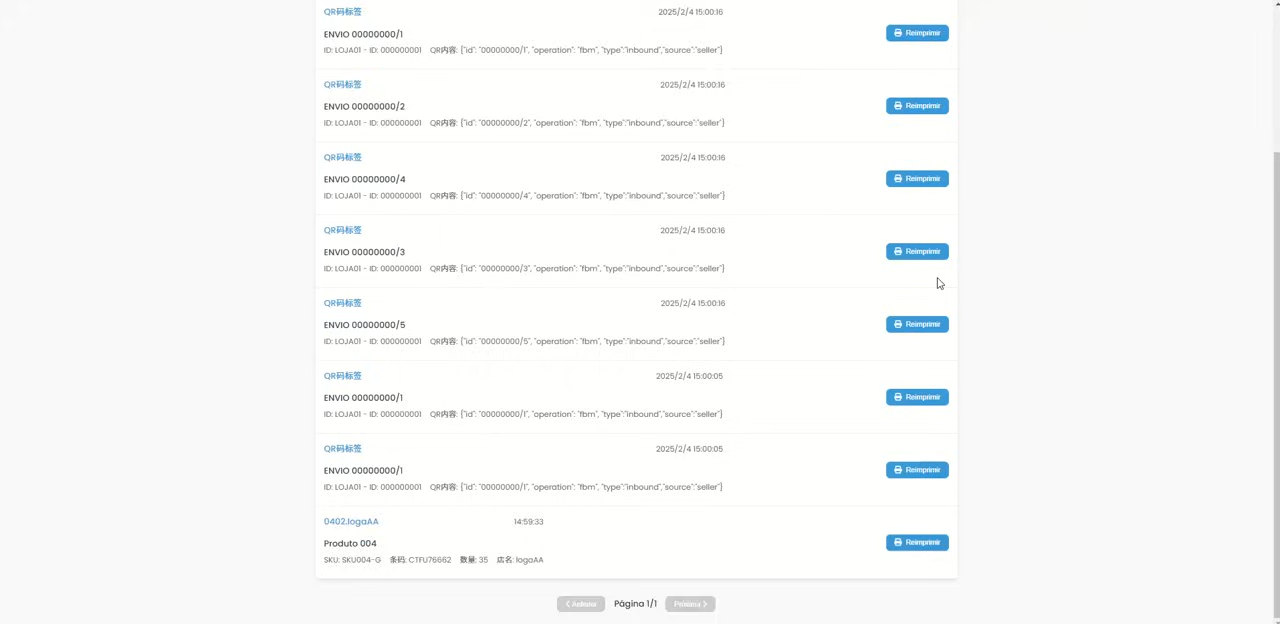 QR码标签 2025/2/4 15:00:16
ENVIO 00000000/1 Reimprimir
ID: LOJA01 - ID: 000000001 QR内容: {"id": "00000000/1", "operation": "fbm", "type":"inbound","source":"seller"}
QR码标签 2025/2/4 15:00:16
ENVIO 00000000/2 Reimprimir
ID: LOJA01 - ID: 000000001 QR内容: {"id": "00000000/2", "operation": "fbm", "type":"inbound","source":"seller"}
QR码标签 2025/2/4 15:00:16
ENVIO 00000000/4 Reimprimir
ID: LOJA01 - ID: 000000001 QR内容: {"id": "00000000/4", "operation": "fbm", "type":"inbound","source":"seller"}
QR码标签 2025/2/4 15:00:16
ENVIO 00000000/3 Reimprimir
ID: LOJA01 - ID: 000000001 QR内容: {"id": "00000000/3", "operation": "fbm", "type":"inbound","source":"seller"}
QR码标签 2025/2/4 15:00:16
ENVIO 00000000/5 Reimprimir
ID: LOJA01 - ID: 000000001 QR内容: {"id": "00000000/5", "operation": "fbm", "type":"inbound","source":"seller"}
QR码标签 2025/2/4 15:00:05
ENVIO 00000000/1 Reimprimir
ID: LOJA01 - ID: 000000001 QR内容: {"id": "00000000/1", "operation": "fbm", "type":"inbound","source":"seller"}
QR码标签 2025/2/4 15:00:05
ENVIO 00000000/1 Reimprimir
ID: LOJA01 - ID: 000000001 QR内容: {"id": "00000000/1", "operation": "fbm", "type":"inbound","source":"seller"}
0402.logaAA 14:59:33
Produto 004 Reimprimir
SKU: SKU004-G 条码: CTFU76662 数量: 35 店名: logaAA
Anterior Página 1/1 Próxima